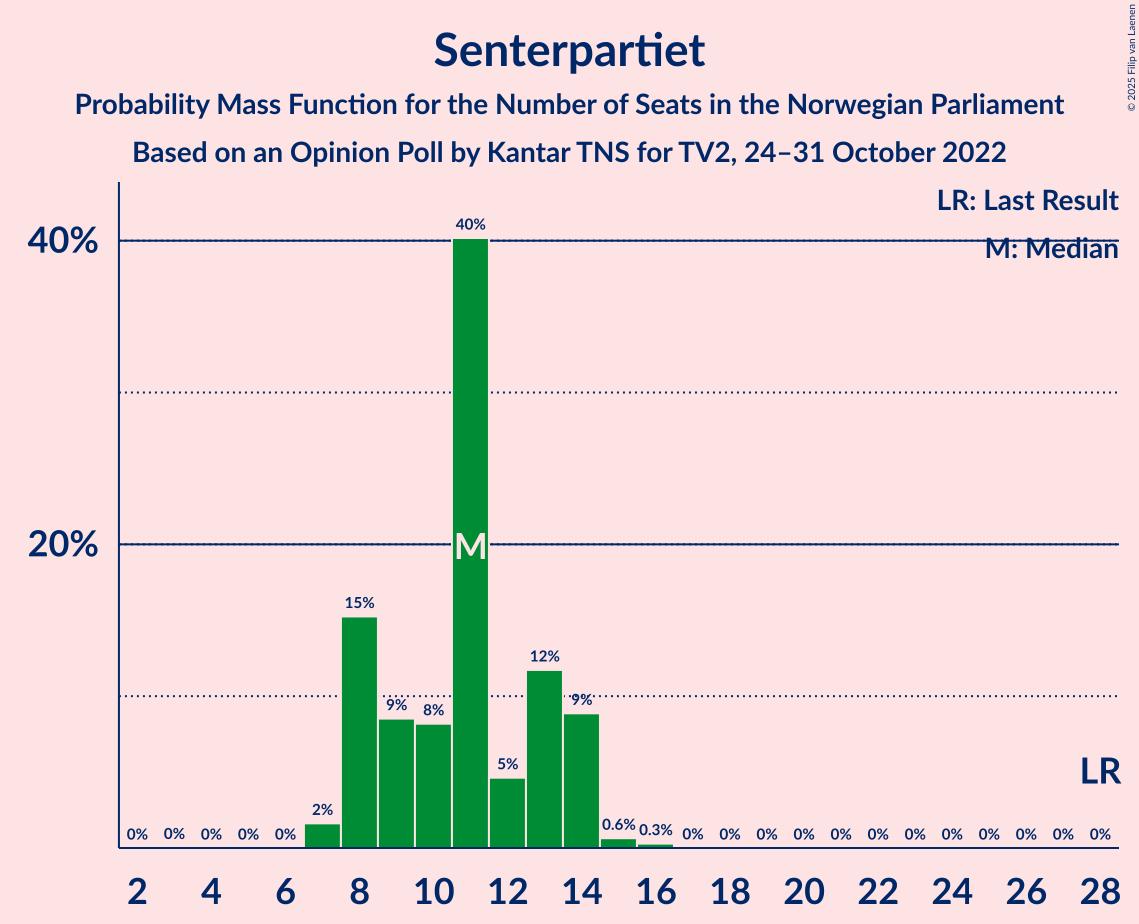 Senterpartiet
Probability Mass Function for the Number of Seats in the Norwegian Parliament
Based on an Opinion Poll by Kantar TNS for TV2, 24–31 October 2022
© 2025 Filip van Laenen
LR: Last Result
M: Median
40%
20%
0% 0% 0% 0% 0% 2% 15% 9% 8% 40% 5% 12% 9% 0.6% 0.3% 0% 0% 0% 0% 0% 0% 0% 0% 0% 0% 0% 0%
M
LR
2 4 6 8 10 12 14 16 18 20 22 24 26 28